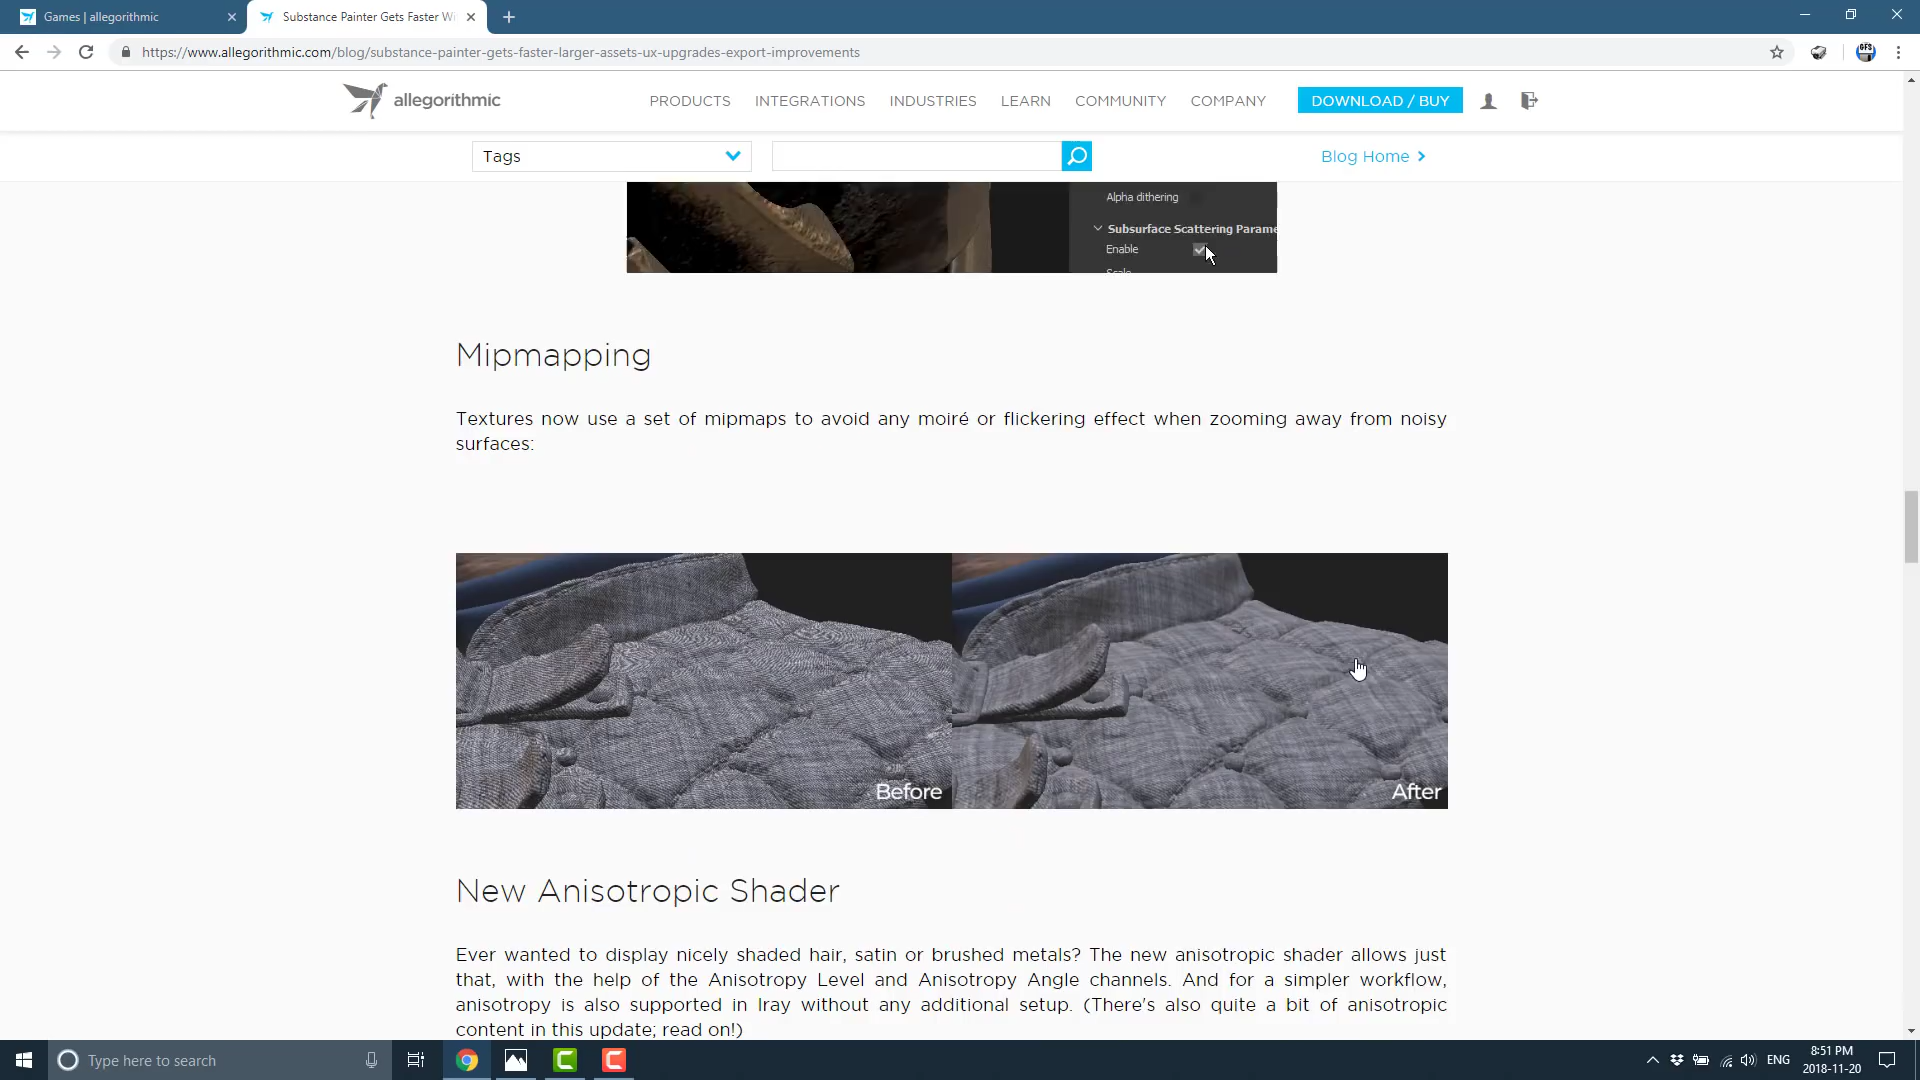 Games | allegorithmic
Substance Painter Gets Faster Wi
https://www.allegorithmic.com/blog/substance-painter-gets-faster-larger-assets-ux-upgrades-export-improvements
GFS
allegorithmic
PRODUCTS INTEGRATIONS INDUSTRIES LEARN COMMUNITY COMPANY DOWNLOAD / BUY
Tags
Blog Home
Alpha dithering
Subsurface Scattering Parame
Enable
Scale
Mipmapping
Textures now use a set of mipmaps to avoid any moiré or flickering effect when zooming away from noisy
surfaces:
Before
After
New Anisotropic Shader
Ever wanted to display nicely shaded hair, satin or brushed metals? The new anisotropic shader allows just
that, with the help of the Anisotropy Level and Anisotropy Angle channels. And for a simpler workflow,
anisotropy is also supported in Iray without any additional setup. (There's also quite a bit of anisotropic
content in this update; read on!)
Type here to search
ENG
8:51 PM
2018-11-20